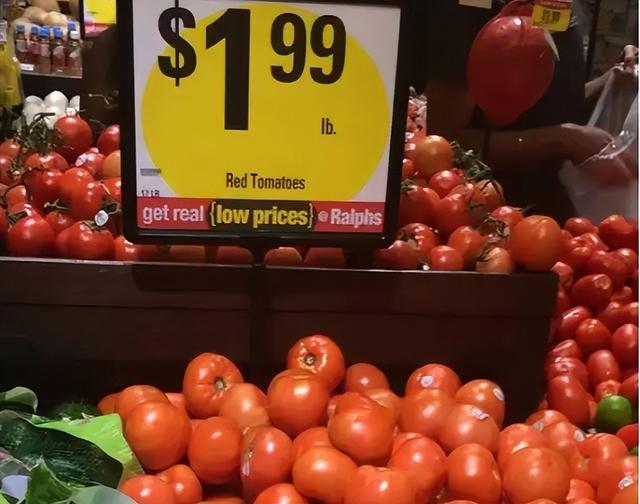 $1 99
lb.
Red Tomatoes
get real {low prices} @ Ralphs